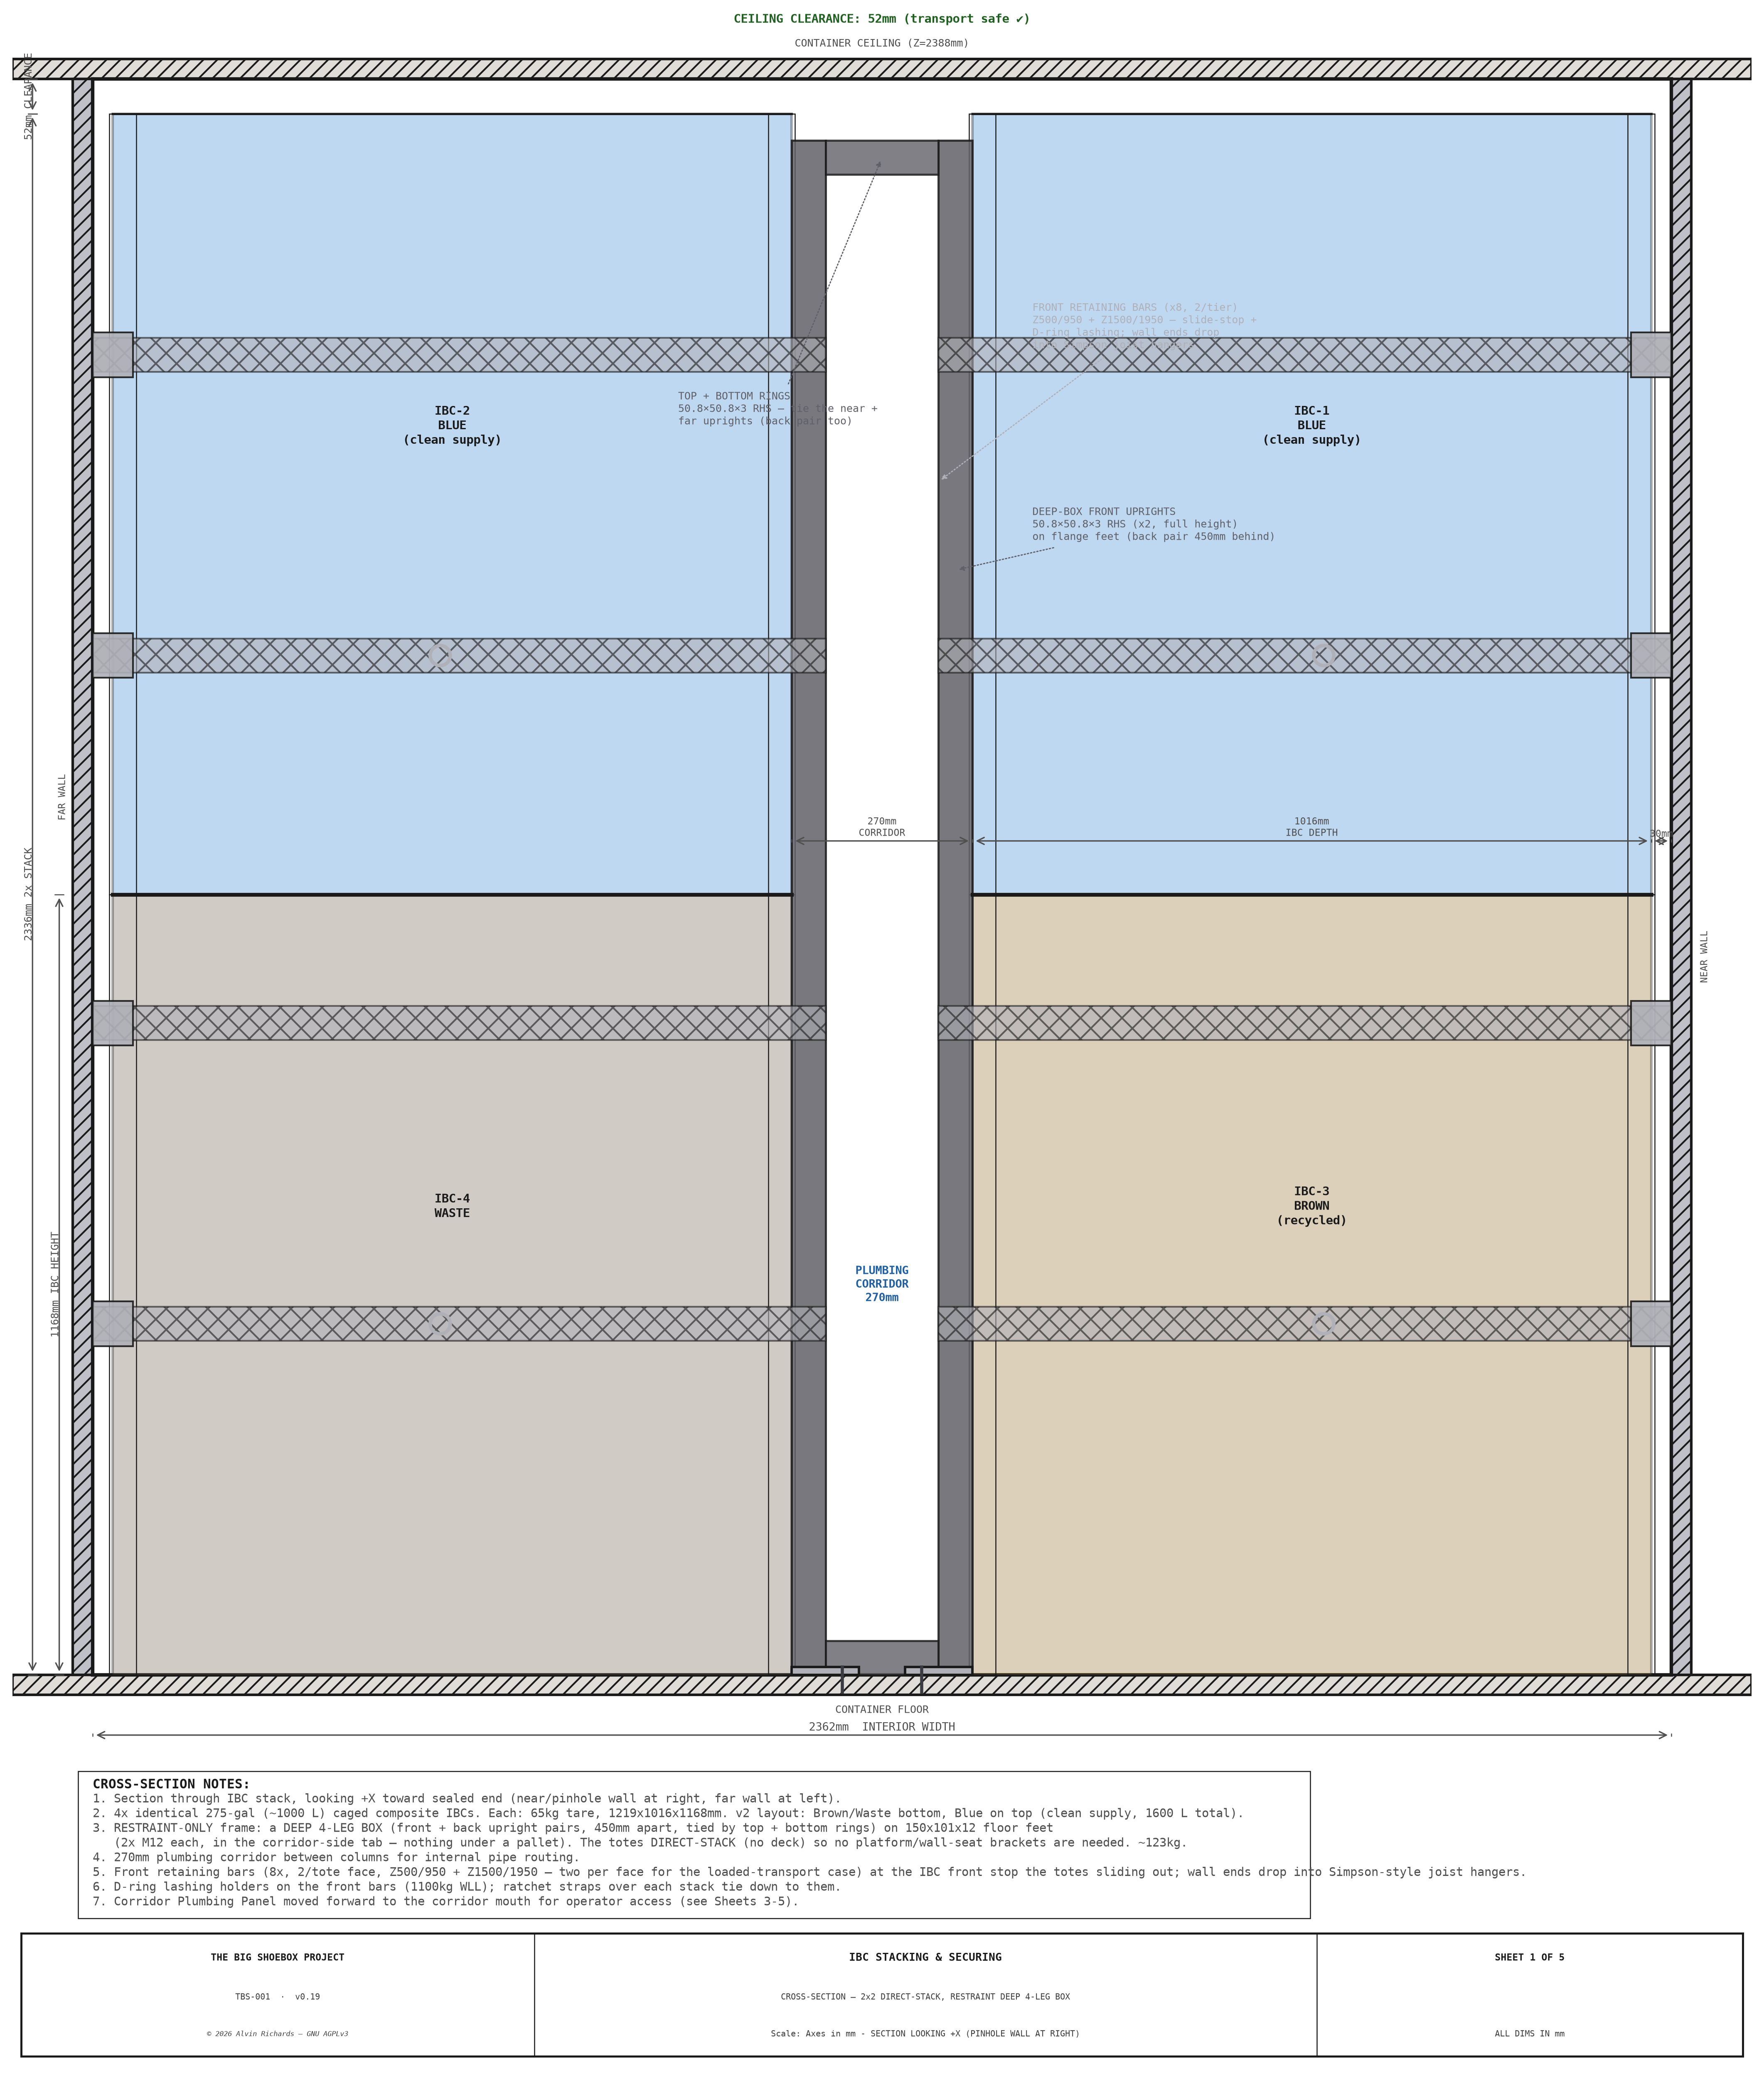 CEILING CLEARANCE: 52mm (transport safe ✔)
CONTAINER CEILING (Z=2388mm)
52mm CLEARANCE
FRONT RETAINING BARS (x8, 2/tier)
Z500/950 + Z1500/1950 — slide-stop +
D-ring lashing; wall ends drop
TOP + BOTTOM RINGS
50.8×50.8×3 RHS — tie the near +
far uprights (back pair too)
IBC-2
BLUE
(clean supply)
IBC-1
BLUE
(clean supply)
DEEP-BOX FRONT UPRIGHTS
50.8×50.8×3 RHS (x2, full height)
on flange feet (back pair 450mm behind)
FAR WALL
2336mm 2x STACK
270mm
CORRIDOR
1016mm
IBC DEPTH
30mm
NEAR WALL
IBC-4
WASTE
IBC-3
BROWN
(recycled)
1168mm IBC HEIGHT
PLUMBING
CORRIDOR
270mm
CONTAINER FLOOR
2362mm  INTERIOR WIDTH
CROSS-SECTION NOTES:
1. Section through IBC stack, looking +X toward sealed end (near/pinhole wall at right, far wall at left).
2. 4x identical 275-gal (~1000 L) caged composite IBCs. Each: 65kg tare, 1219x1016x1168mm. v2 layout: Brown/Waste bottom, Blue on top (clean supply, 1600 L total).
3. RESTRAINT-ONLY frame: a DEEP 4-LEG BOX (front + back upright pairs, 450mm apart, tied by top + bottom rings) on 150x101x12 floor feet
(2x M12 each, in the corridor-side tab — nothing under a pallet). The totes DIRECT-STACK (no deck) so no platform/wall-seat brackets are needed. ~123kg.
4. 270mm plumbing corridor between columns for internal pipe routing.
5. Front retaining bars (8x, 2/tote face, Z500/950 + Z1500/1950 — two per face for the loaded-transport case) at the IBC front stop the totes sliding out; wall ends drop into Simpson-style joist hangers.
6. D-ring lashing holders on the front bars (1100kg WLL); ratchet straps over each stack tie down to them.
7. Corridor Plumbing Panel moved forward to the corridor mouth for operator access (see Sheets 3-5).
THE BIG SHOEBOX PROJECT
TBS-001  ·  v0.19
© 2026 Alvin Richards — GNU AGPLv3
IBC STACKING & SECURING
CROSS-SECTION — 2x2 DIRECT-STACK, RESTRAINT DEEP 4-LEG BOX
Scale: Axes in mm - SECTION LOOKING +X (PINHOLE WALL AT RIGHT)
SHEET 1 OF 5
ALL DIMS IN mm